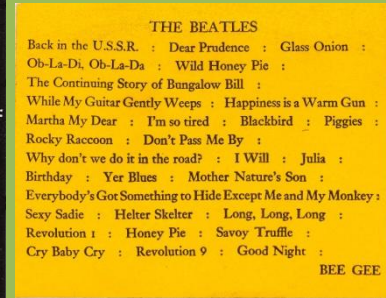 THE BEATLES
Back in the U.S.S.R. : Dear Prudence : Glass Onion :
Ob-La-Di, Ob-La-Da : Wild Honey Pie :
The Continuing Story of Bungalow Bill :
While My Guitar Gently Weeps : Happiness is a Warm Gun :
Martha My Dear : I'm so tired : Blackbird : Piggies :
Rocky Raccoon : Don't Pass Me By :
Why don't we do it in the road? : I Will : Julia :
Birthday : Yer Blues : Mother Nature's Son :
Everybody's Got Something to Hide Except Me and My Monkey :
Sexy Sadie : Helter Skelter : Long, Long, Long :
Revolution 1 : Honey Pie : Savoy Truffle :
Cry Baby Cry : Revolution 9 : Good Night :
BEE GEE